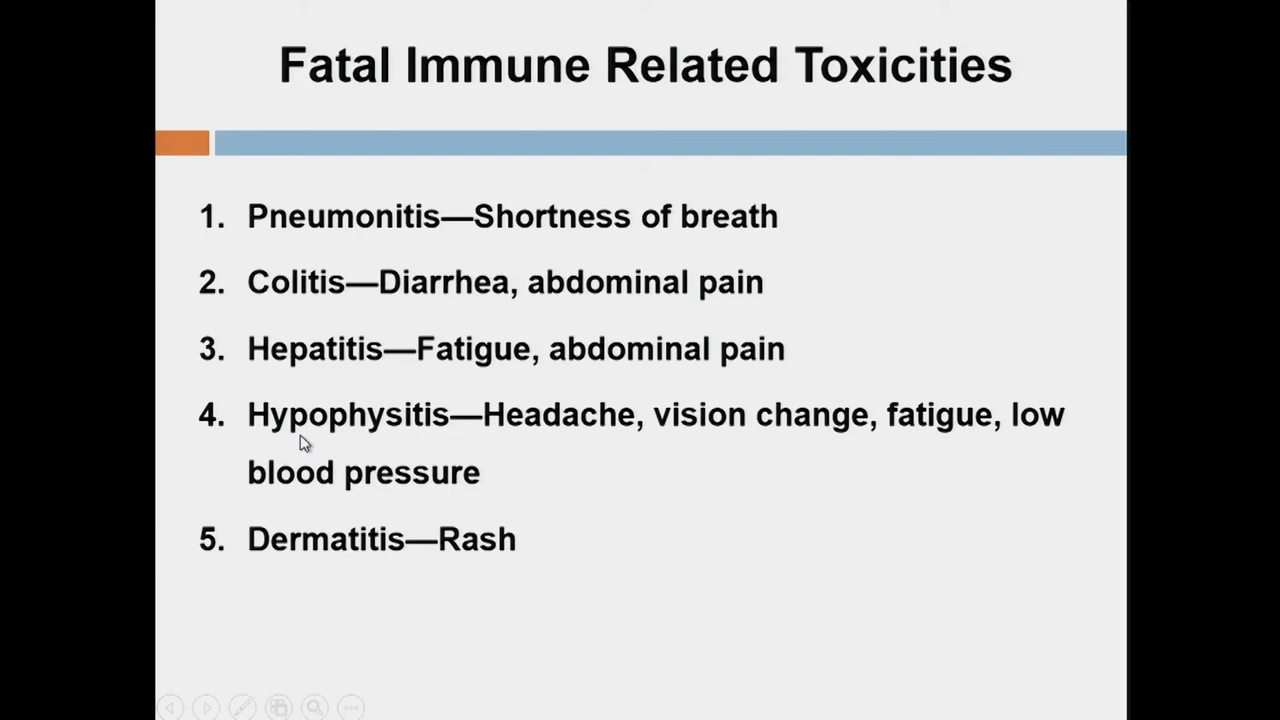 Fatal Immune Related Toxicities
1. Pneumonitis—Shortness of breath
2. Colitis—Diarrhea, abdominal pain
3. Hepatitis—Fatigue, abdominal pain
4. Hypophysitis—Headache, vision change, fatigue, low
blood pressure
5. Dermatitis—Rash